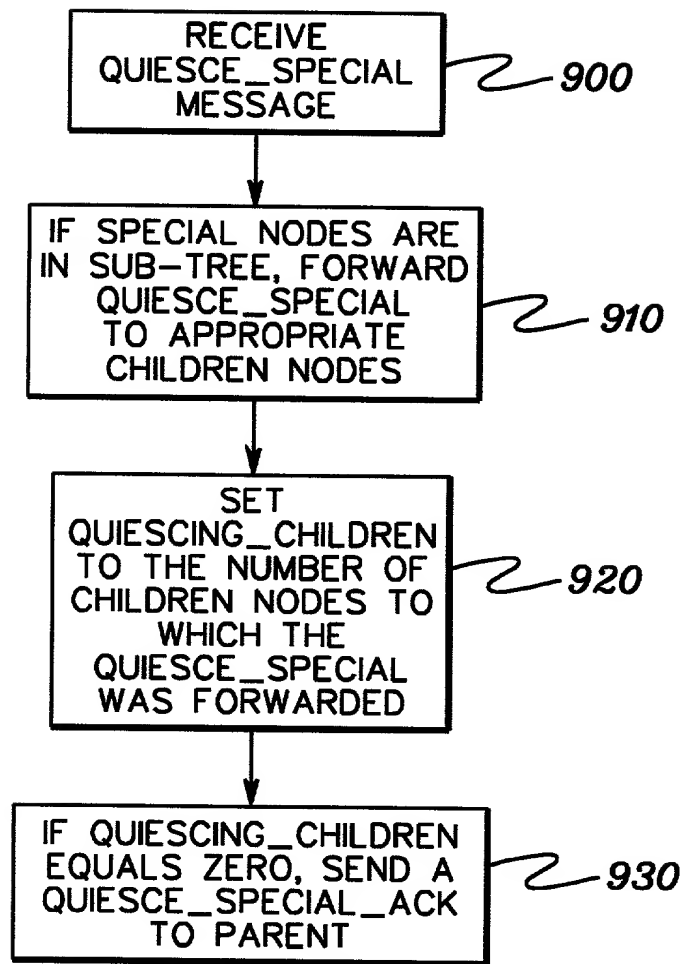 RECEIVE
QUIESCE_SPECIAL
MESSAGE
900
IF SPECIAL NODES ARE
IN SUB-TREE, FORWARD
QUIESCE_SPECIAL
TO APPROPRIATE
CHILDREN NODES
910
SET
QUIESCING_CHILDREN
TO THE NUMBER OF
CHILDREN NODES TO
WHICH THE
QUIESCE_SPECIAL
WAS FORWARDED
920
IF QUIESCING_CHILDREN
EQUALS ZERO, SEND A
QUIESCE_SPECIAL_ACK
TO PARENT
930